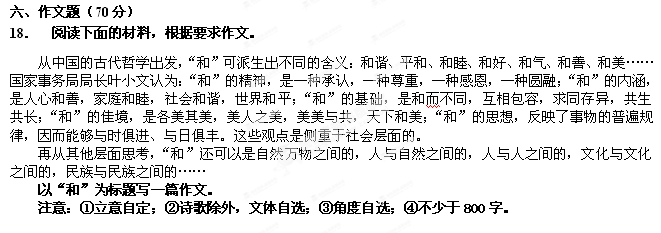 六、作文题（70 分）
18．  阅读下面的材料，根据要求作文。
从中国的古代哲学出发，“和”可派生出不同的含义：和谐、平和、和睦、和好、和气、和善、和美……
国家事务局局长叶小文认为：“和”的精神，是一种承认，一种尊重，一种感恩，一种圆融；“和”的内涵，
是人心和善，家庭和睦，社会和谐，世界和平；“和”的基础，是和而不同，互相包容，求同存异，共生
共长；“和”的佳境，是各美其美，美人之美，美美与共，天下和美；“和”的思想，反映了事物的普遍规
律，因而能够与时俱进、与日俱丰。这些观点是侧重于社会层面的。
再从其他层面思考，“和”还可以是自然万物之间的，人与自然之间的，人与人之间的，文化与文化
之间的，民族与民族之间的……
以“和”为标题写一篇作文。
注意：①立意自定；②诗歌除外，文体自选；③角度自选；④不少于 800 字。